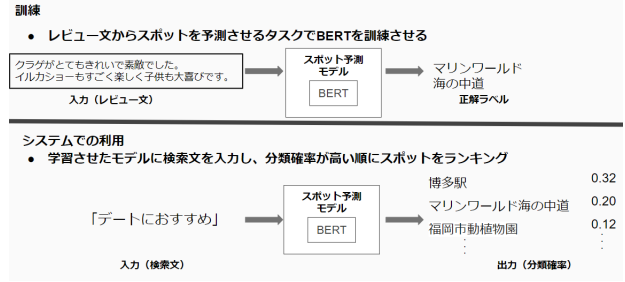 訓練
● レビュー文からスポットを予測させるタスクでBERTを訓練させる
クラゲがとてもきれいで素敵でした。
イルカショーもすごく楽しく子供も大喜びです。
入力（レビュー文）
スポット予測
モデル
BERT
マリンワールド
海の中道
正解ラベル
システムでの利用
● 学習させたモデルに検索文を入力し、分類確率が高い順にスポットをランキング
「デートにおすすめ」
入力（検索文）
スポット予測
モデル
BERT
博多駅 0.32
マリンワールド海の中道 0.20
福岡市動植物園 0.12
出力（分類確率）